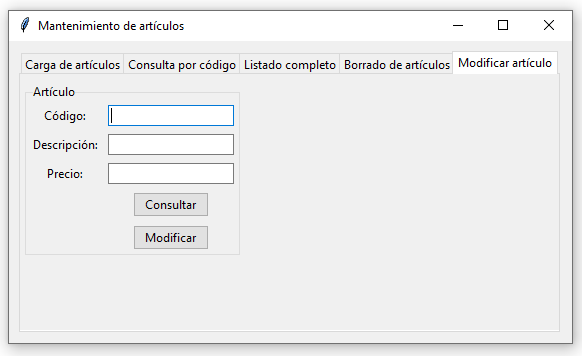 Mantenimiento de artículos
Carga de artículos Consulta por código Listado completo Borrado de artículos Modificar artículo
Artículo
Código:
Descripción:
Precio:
Consultar
Modificar